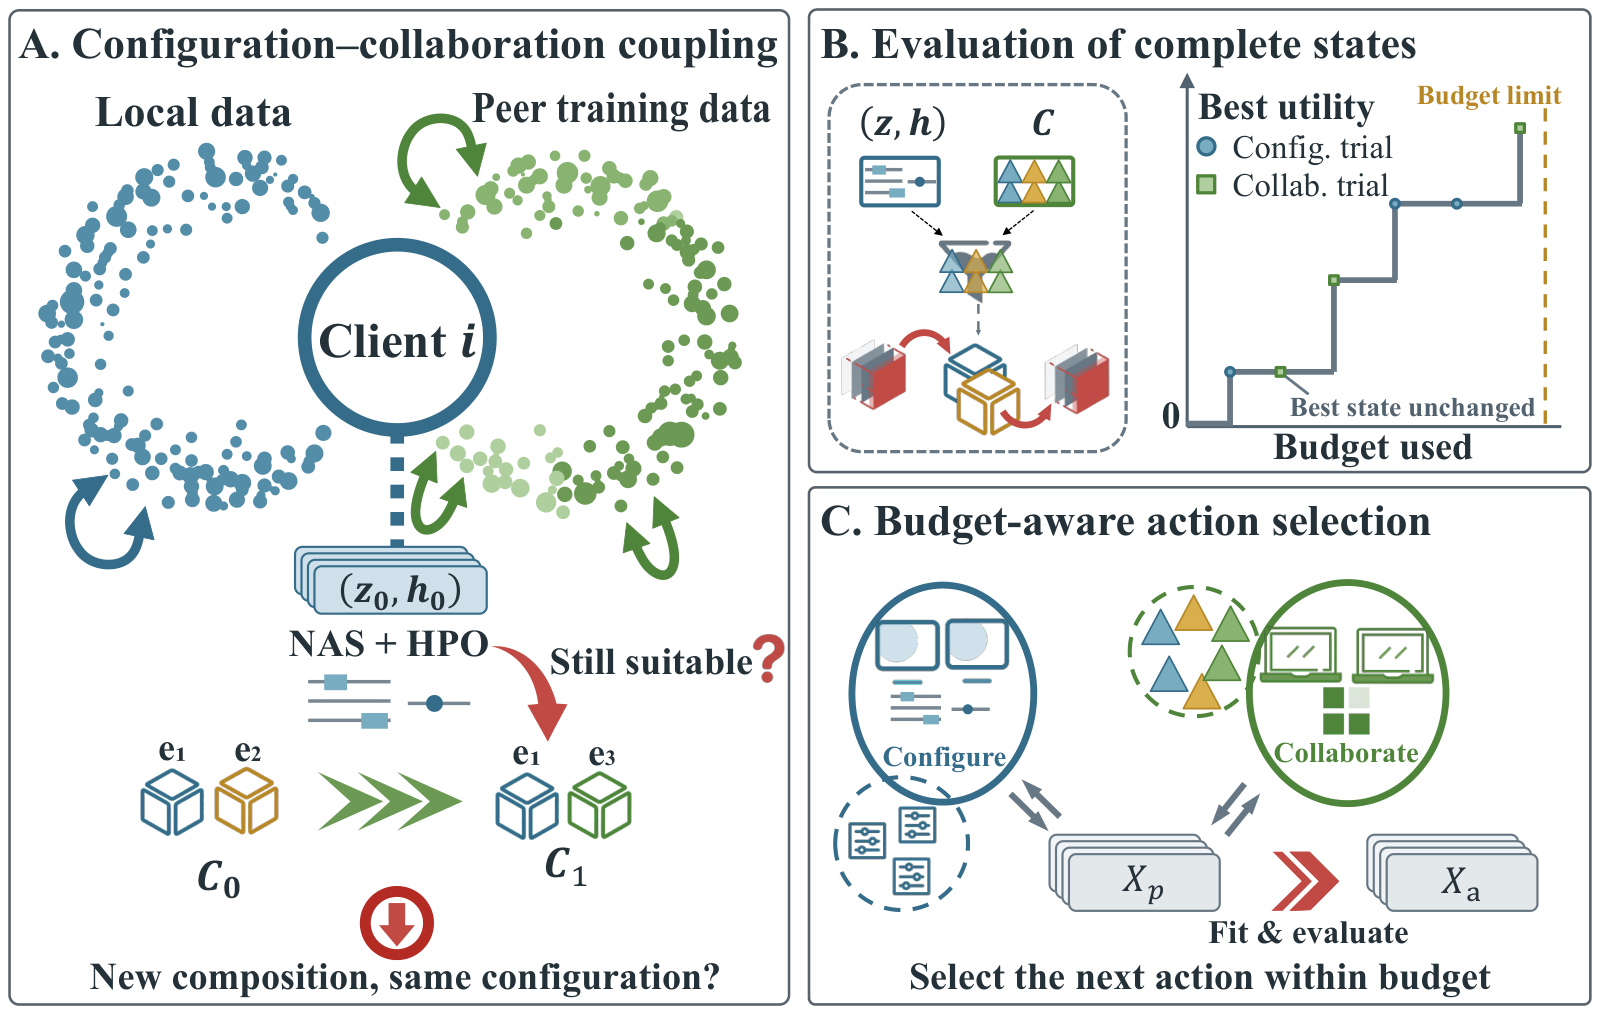 A. Configuration–collaboration coupling
Local data
Peer training data
Client i
(z₀, h₀)
NAS + HPO
Still suitable?
e₁
e₂
e₁
e₃
C₀
C₁
New composition, same configuration?
B. Evaluation of complete states
(z, h)
C
Best utility
Config. trial
Collab. trial
Budget limit
Best state unchanged
0
Budget used
C. Budget-aware action selection
Configure
Collaborate
Xₚ
Xₐ
Fit & evaluate
Select the next action within budget